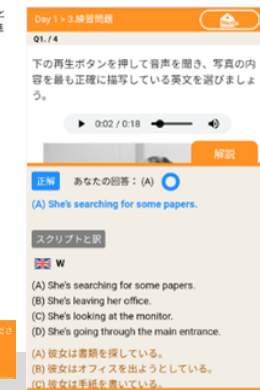 Day 1 > 3.練習問題
Q1. / 4
下の再生ボタンを押して音声を聞き、写真の内
容を最も正確に描写している英文を選びましょ
う。
0:02 / 0:18
解説
正解 あなたの回答： (A)
(A) She's searching for some papers.
スクリプトと訳
W
(A) She's searching for some papers.
(B) She's leaving her office.
(C) She's looking at the monitor.
(D) She's going through the main entrance.
(A) 彼女は書類を探している。
(B) 彼女はオフィスを出ようとしている。
(C) 彼女は手紙を書いている。